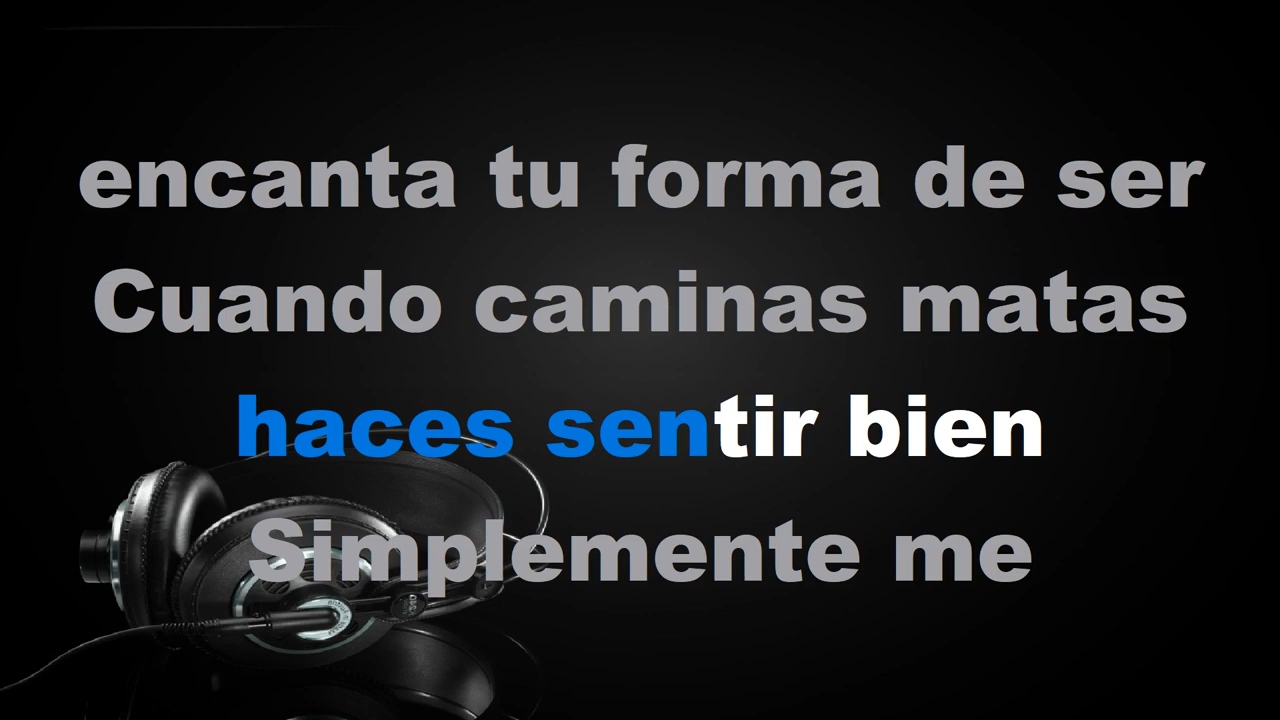 encanta tu forma de ser
Cuando caminas matas
haces sentir bien
Simplemente me